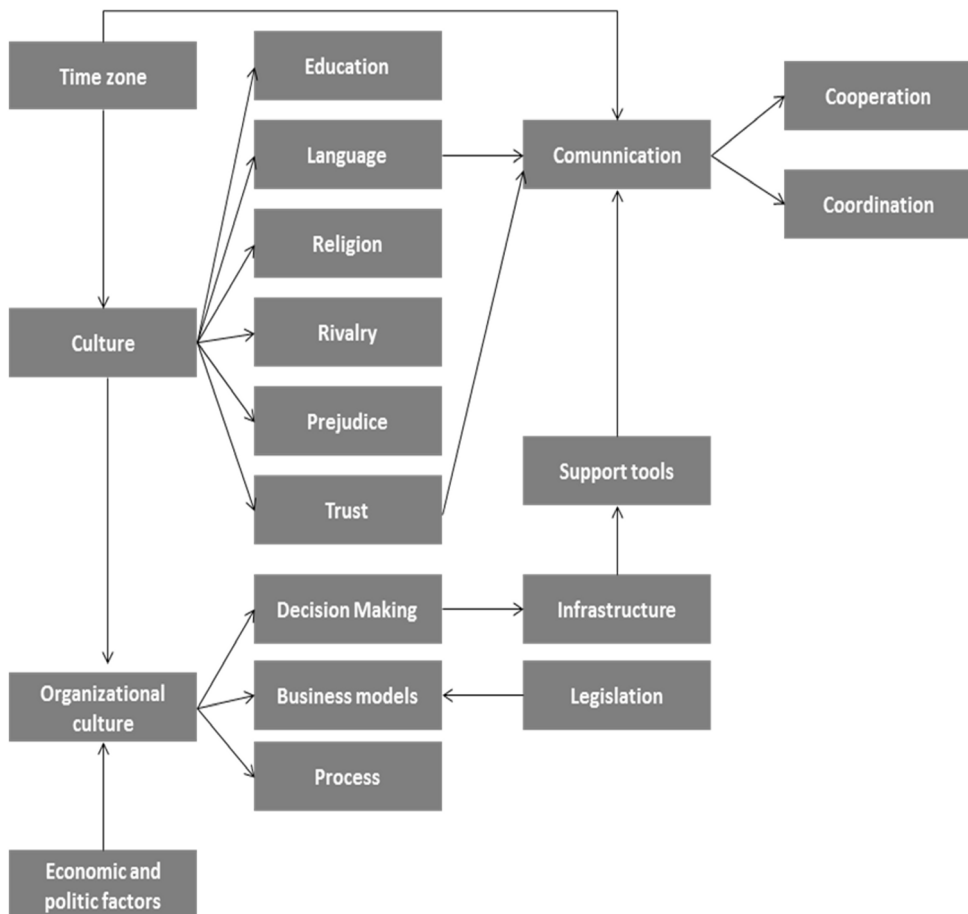 Time zone
Education
Language
Religion
Rivalry
Prejudice
Trust
Comunnication
Cooperation
Coordination
Culture
Support tools
Decision Making
Infrastructure
Organizational
culture
Business models
Legislation
Process
Economic and
politic factors